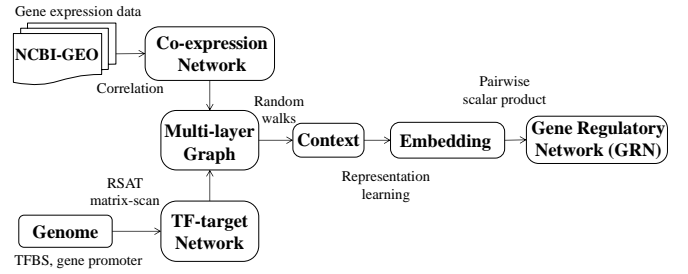 Gene expression data
NCBI-GEO
Co-expression
Network
Correlation
Multi-layer
Graph
Random
walks
Context
Embedding
Pairwise
scalar product
Gene Regulatory
Network (GRN)
Representation
learning
RSAT
matrix-scan
Genome
TF-target
Network
TFBS, gene promoter